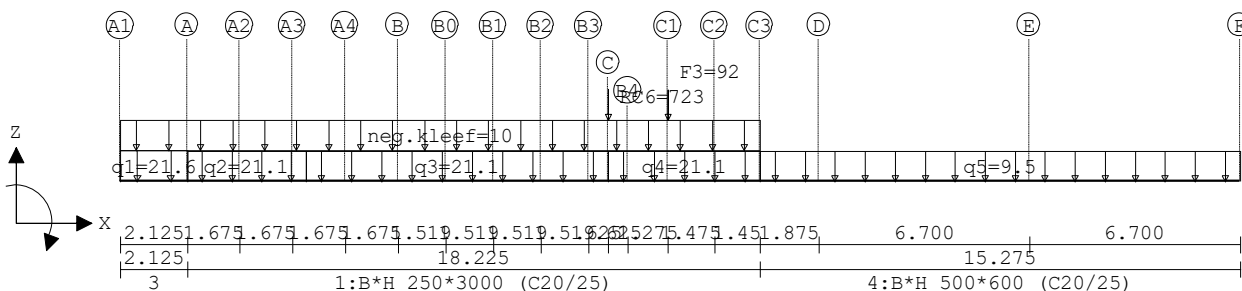 A1 A A2 A3 A4 B B0 B1 B2 B3 C1 C2 C3 D E F
C
F3=92
B4
RC6=723
Z
neg.kleef=10
q1=21.6 q2=21.1 q3=21.1 q4=21.1 q5=9.5
X
2.125 1.675 1.675 1.675 1.675 1.519 1.519 1.519 1.519 1.275 1.475 1.45 1.875 6.700 6.700
2.125 18.225 15.275
3 1:B*H 250*3000 (C20/25) 4:B*H 500*600 (C20/25)